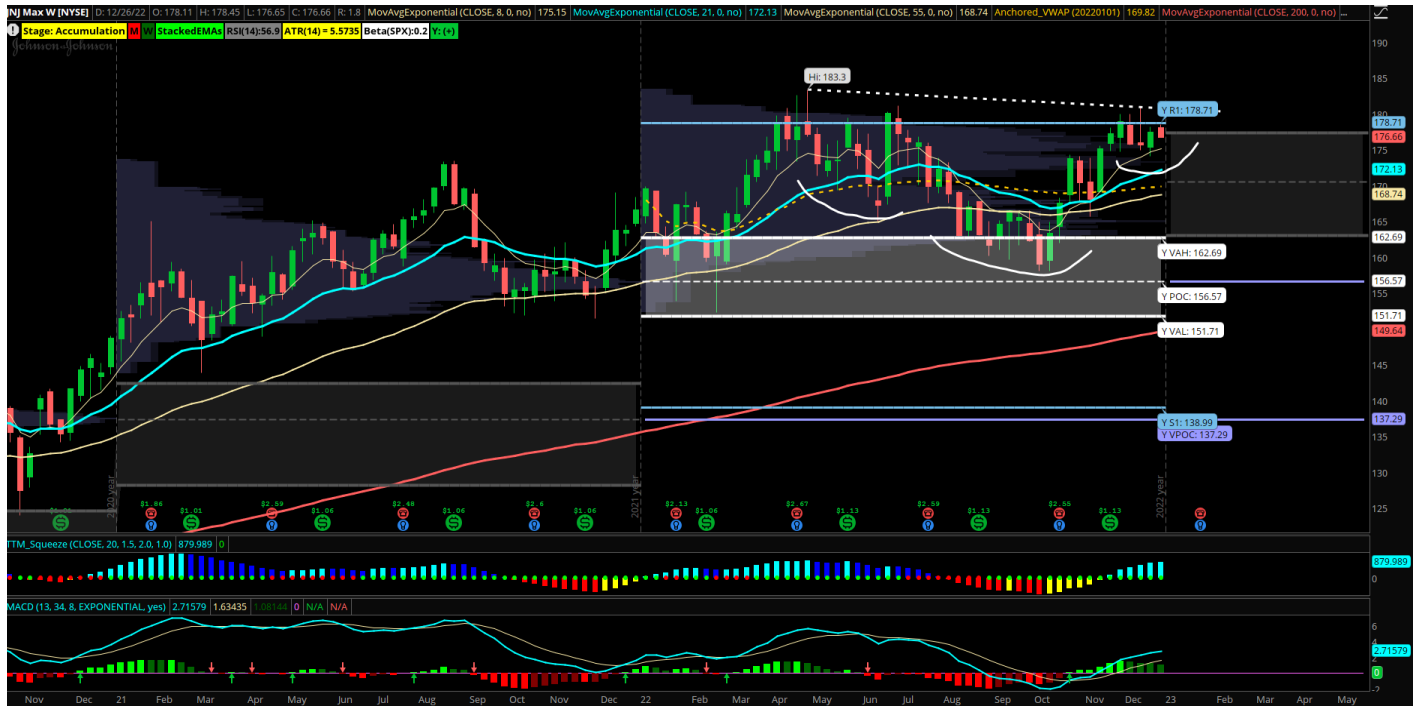 JNJ Max W [NYSE] D: 12/26/22 O: 178.11 H: 178.45 L: 176.65 C: 176.66 R: 1.8 MovAvgExponential (CLOSE, 8, 0, no) 175.15 MovAvgExponential (CLOSE, 21, 0, no) 172.13 MovAvgExponential (CLOSE, 55, 0, no) 168.74 Anchored_VWAP (20220101) 169.82 MovAvgExponential (CLOSE, 200, 0, no) ...
Stage: Accumulation M W StackedEMAs RSI(14):56.9 ATR(14) = 5.5735 Beta(SPX):0.2 Y: (+)
Johnson & Johnson
190
185
Hi: 183.3
180
Y R1: 178.71
178.71
176.66
175
172.13
170
168.74
165
162.69
Y VAH: 162.69
160
156.57
155
Y POC: 156.57
151.71
Y VAL: 151.71
149.64
145
140
Y S1: 138.99
137.29
Y VPOC: 137.29
135
130
125
2020 year
2021 year
2022 year
$1.01 $1.86 $1.01 $2.59 $1.06 $2.48 $1.06 $2.6 $1.06 $2.13 $1.06 $2.67 $1.13 $2.59 $1.13 $2.55 $1.13
TTM_Squeeze (CLOSE, 20, 1.5, 2.0, 1.0) 879.989 0
879.989
0
MACD (13, 34, 8, EXPONENTIAL, yes) 2.71579 1.63435 1.08144 0 N/A N/A
6
4
2.71579
2
0
-2
Nov Dec 21 Feb Mar Apr May Jun Jul Aug Sep Oct Nov Dec 22 Feb Mar Apr May Jun Jul Aug Sep Oct Nov Dec 23 Feb Mar Apr May